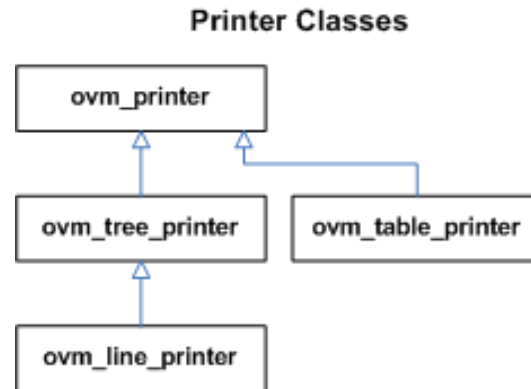 Printer Classes
ovm_printer
ovm_tree_printer
ovm_table_printer
ovm_line_printer